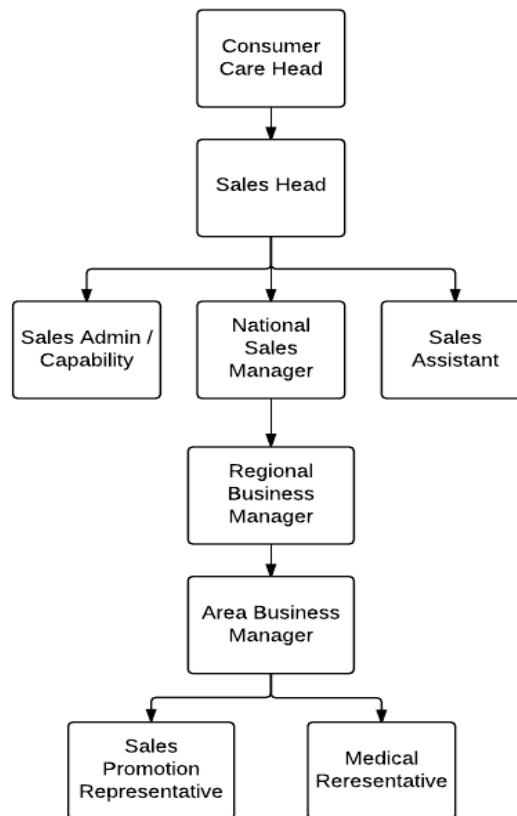 Consumer
Care Head
Sales Head
Sales Admin /
Capability
National
Sales
Manager
Sales
Assistant
Regional
Business
Manager
Area Business
Manager
Sales
Promotion
Representative
Medical
Reresentative